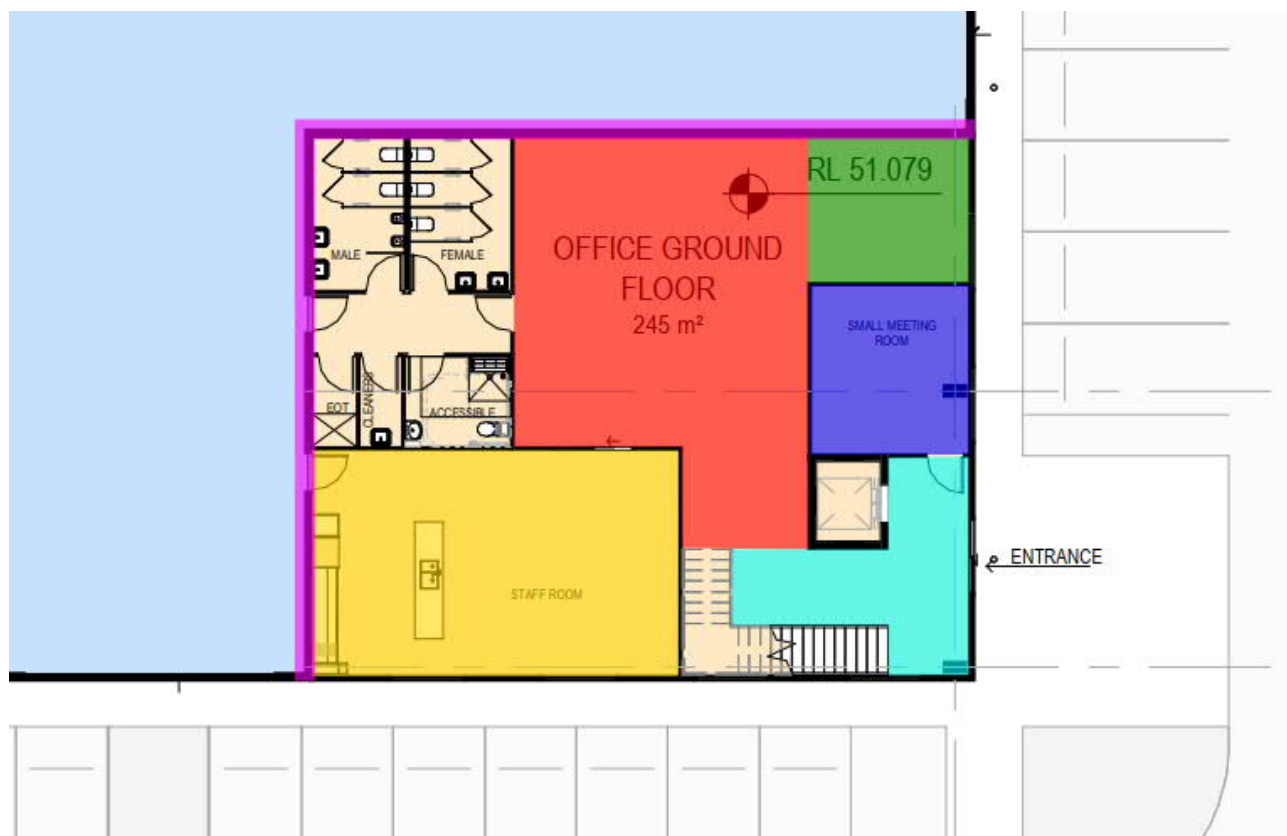 RL 51.079
OFFICE GROUND
FLOOR
245 m²
MALE
FEMALE
SMALL MEETING
ROOM
EOT
CLEANERS
ACCESSIBLE
ENTRANCE
STAFF ROOM